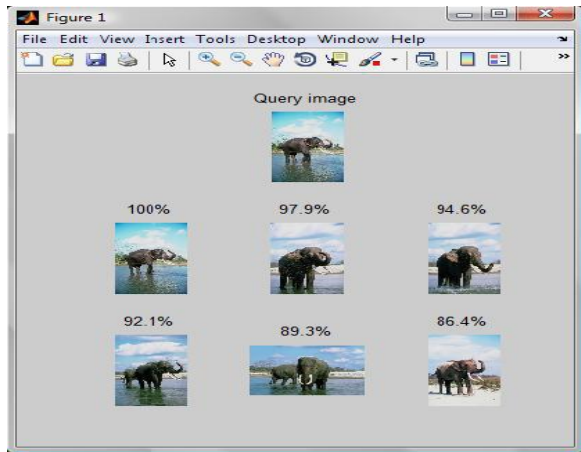 Figure 1
File Edit View Insert Tools Desktop Window Help
Query image
100% 97.9% 94.6%
92.1% 89.3% 86.4%